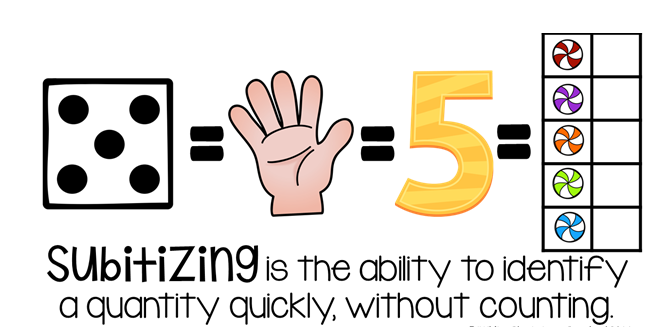 = = 5 =
SUBITIZING is the ability to identify
a quantity quickly, without counting.